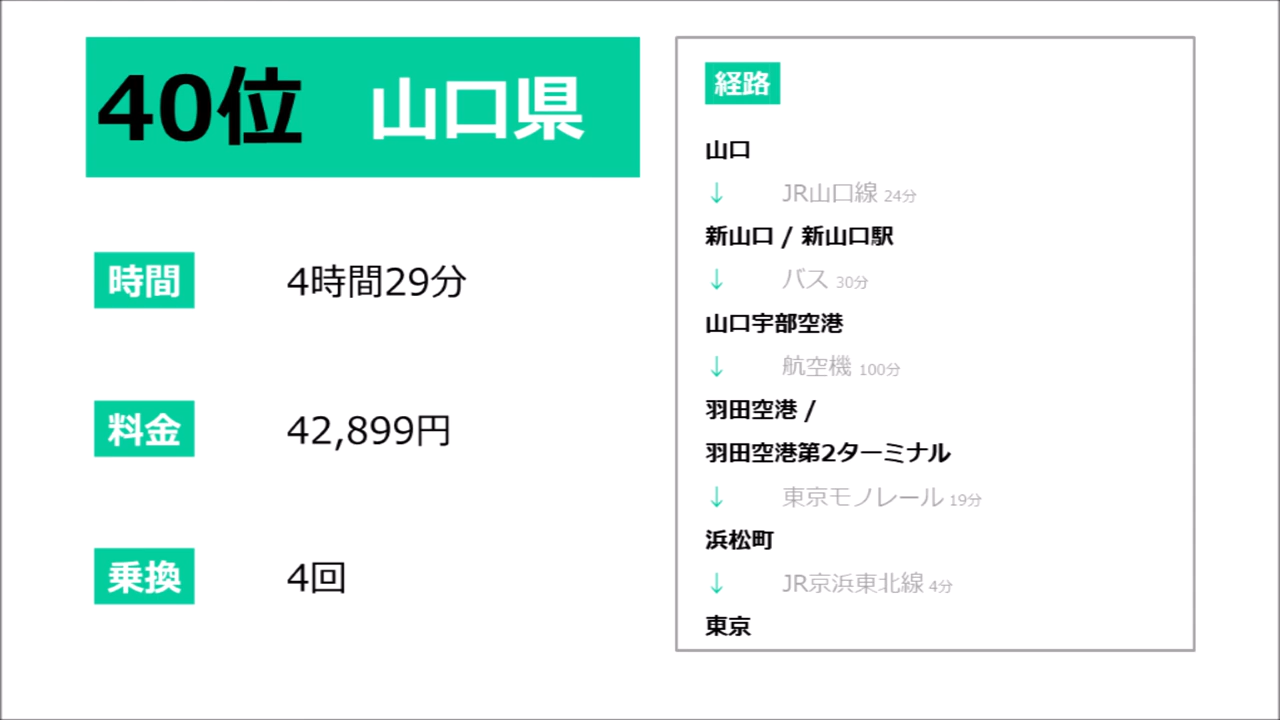 40位 山口県
時間 4時間29分
料金 42,899円
乗換 4回
経路
山口
↓ JR山口線 24分
新山口 / 新山口駅
↓ バス 30分
山口宇部空港
↓ 航空機 100分
羽田空港 /
羽田空港第2ターミナル
↓ 東京モノレール 19分
浜松町
↓ JR京浜東北線 4分
東京